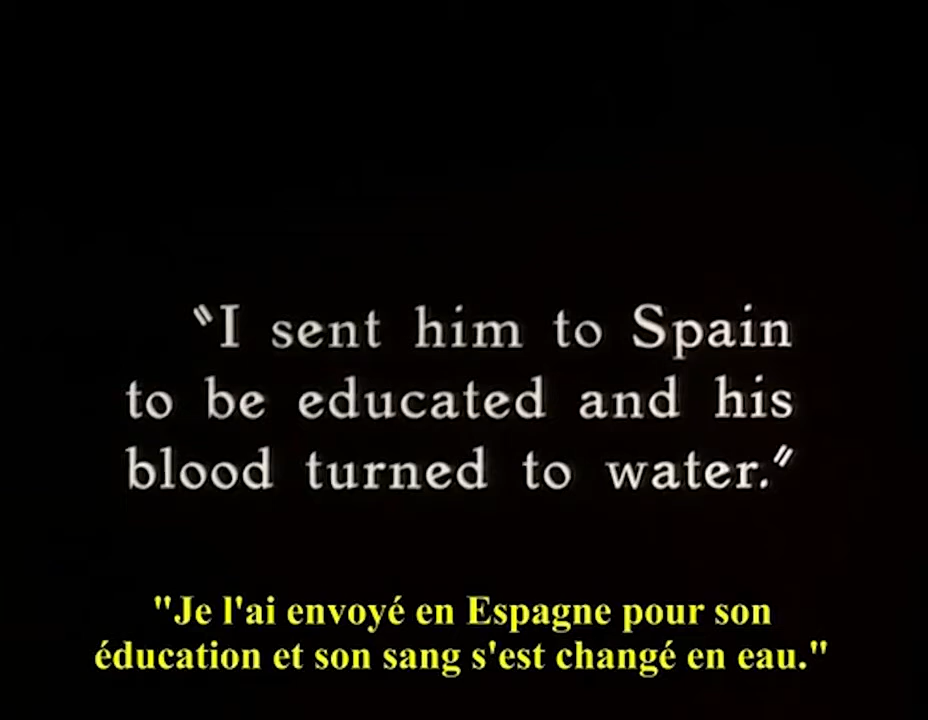 "I sent him to Spain
to be educated and his
blood turned to water."
"Je l'ai envoyé en Espagne pour son
éducation et son sang s'est changé en eau."